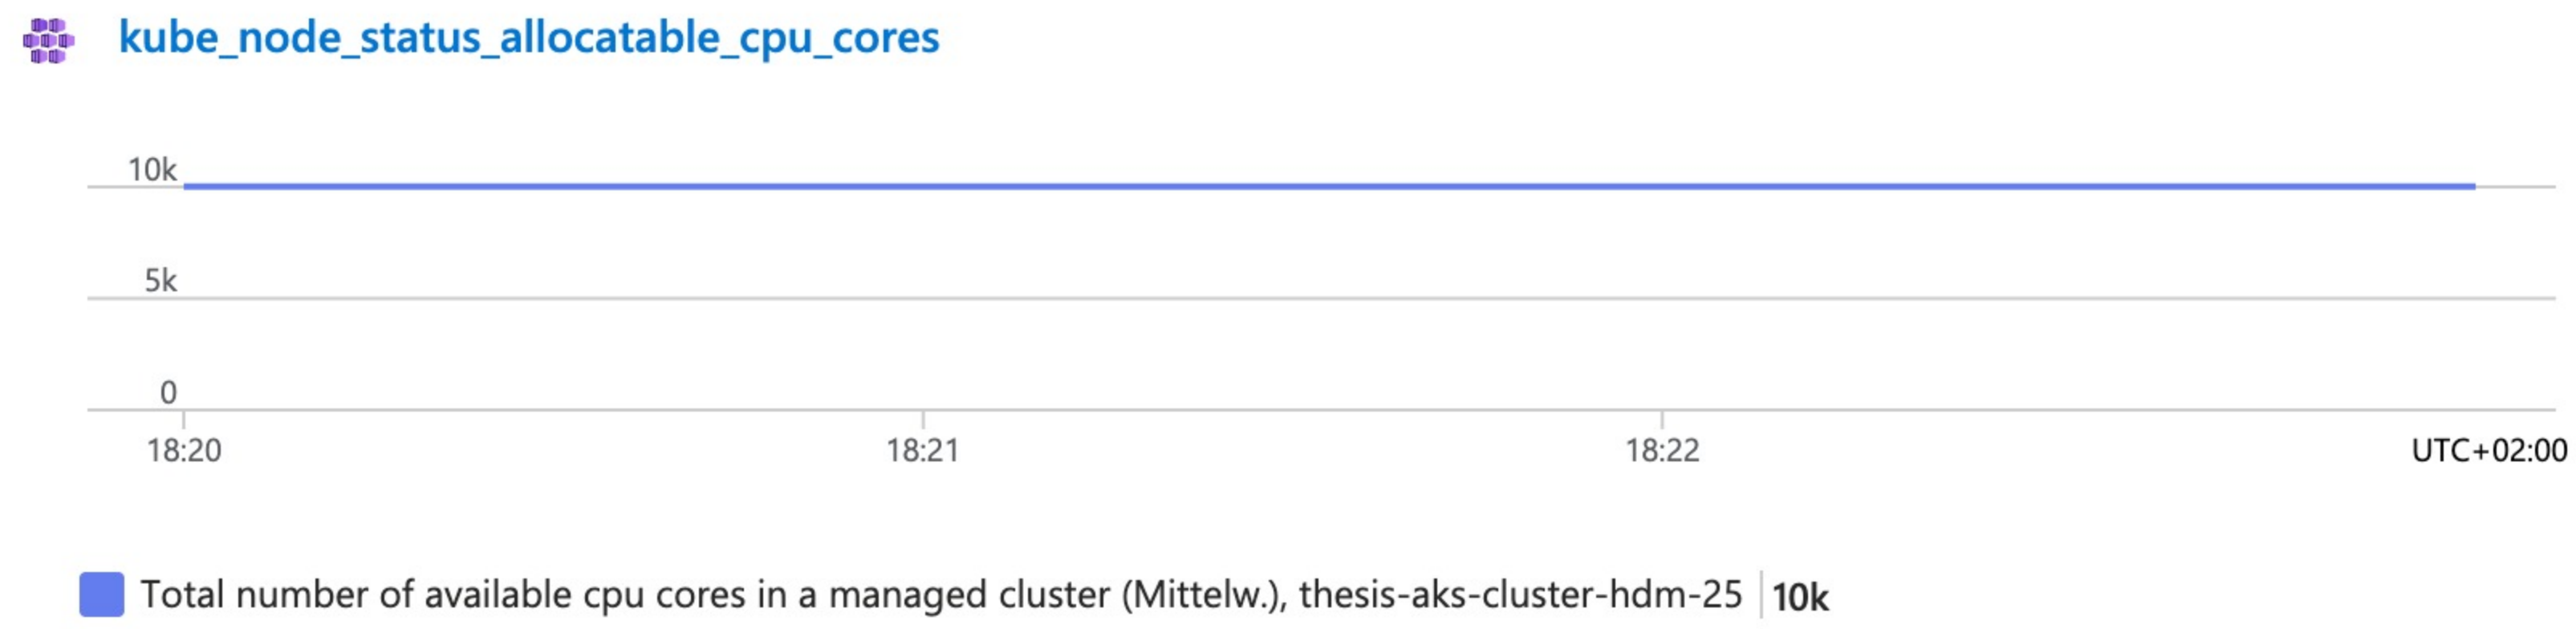 kube_node_status_allocatable_cpu_cores
10k
5k
0
18:20 18:21 18:22 UTC+02:00
Total number of available cpu cores in a managed cluster (Mittelw.), thesis-aks-cluster-hdm-25 | 10k